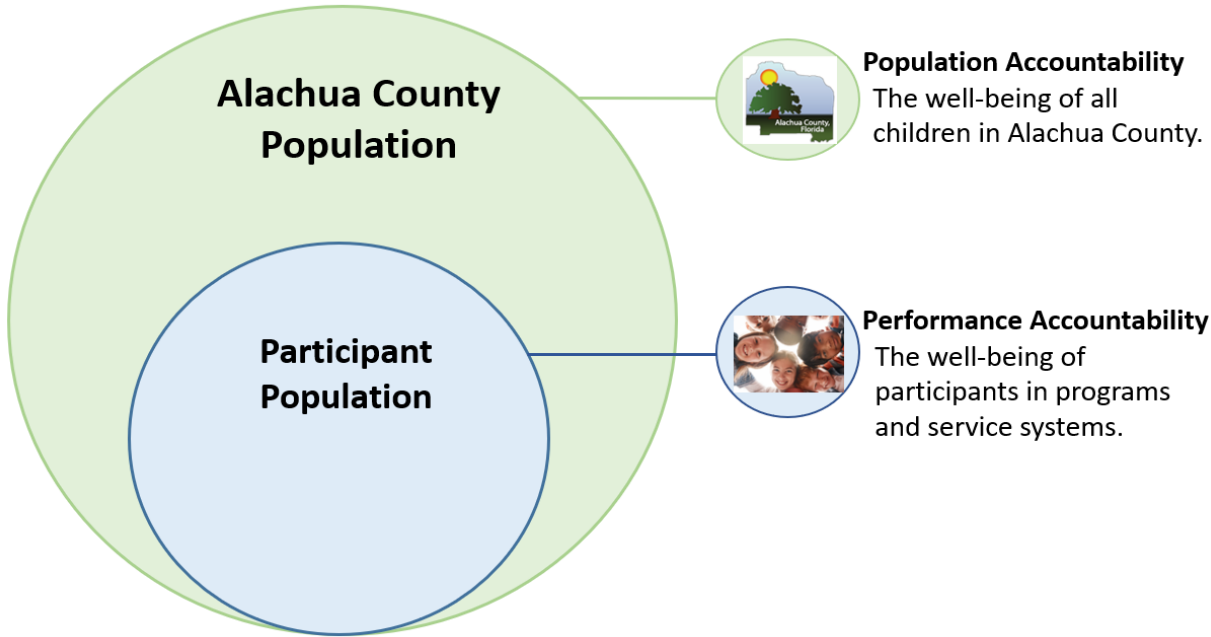 Alachua County
Population
Participant
Population
Alachua County,
Florida
Population Accountability
The well-being of all
children in Alachua County.
Performance Accountability
The well-being of
participants in programs
and service systems.